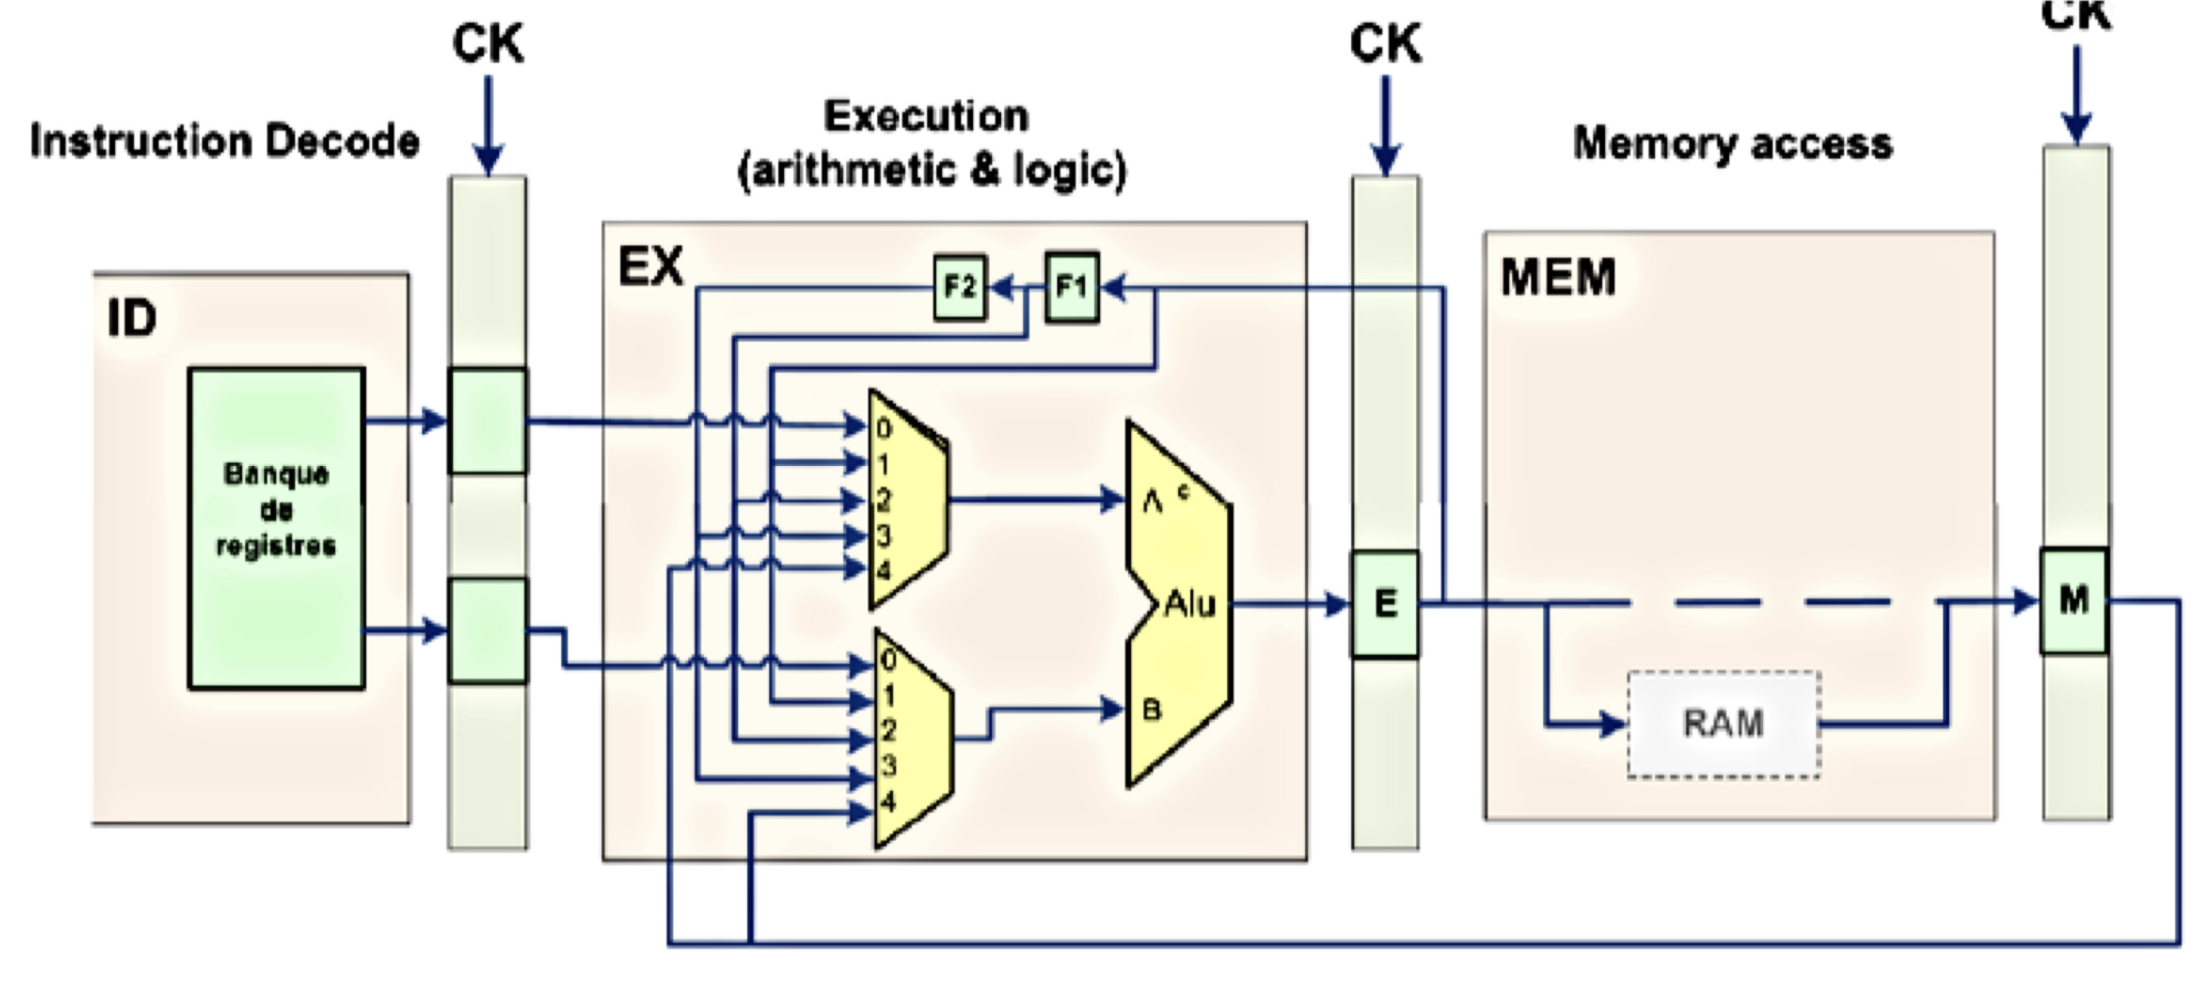 CK
CK
CK
Instruction Decode
Execution
(arithmetic & logic)
Memory access
ID
EX
MEM
F2
F1
Banque
de
registres
0
1
2
3
4
0
1
2
3
4
A c
B
Alu
E
M
RAM